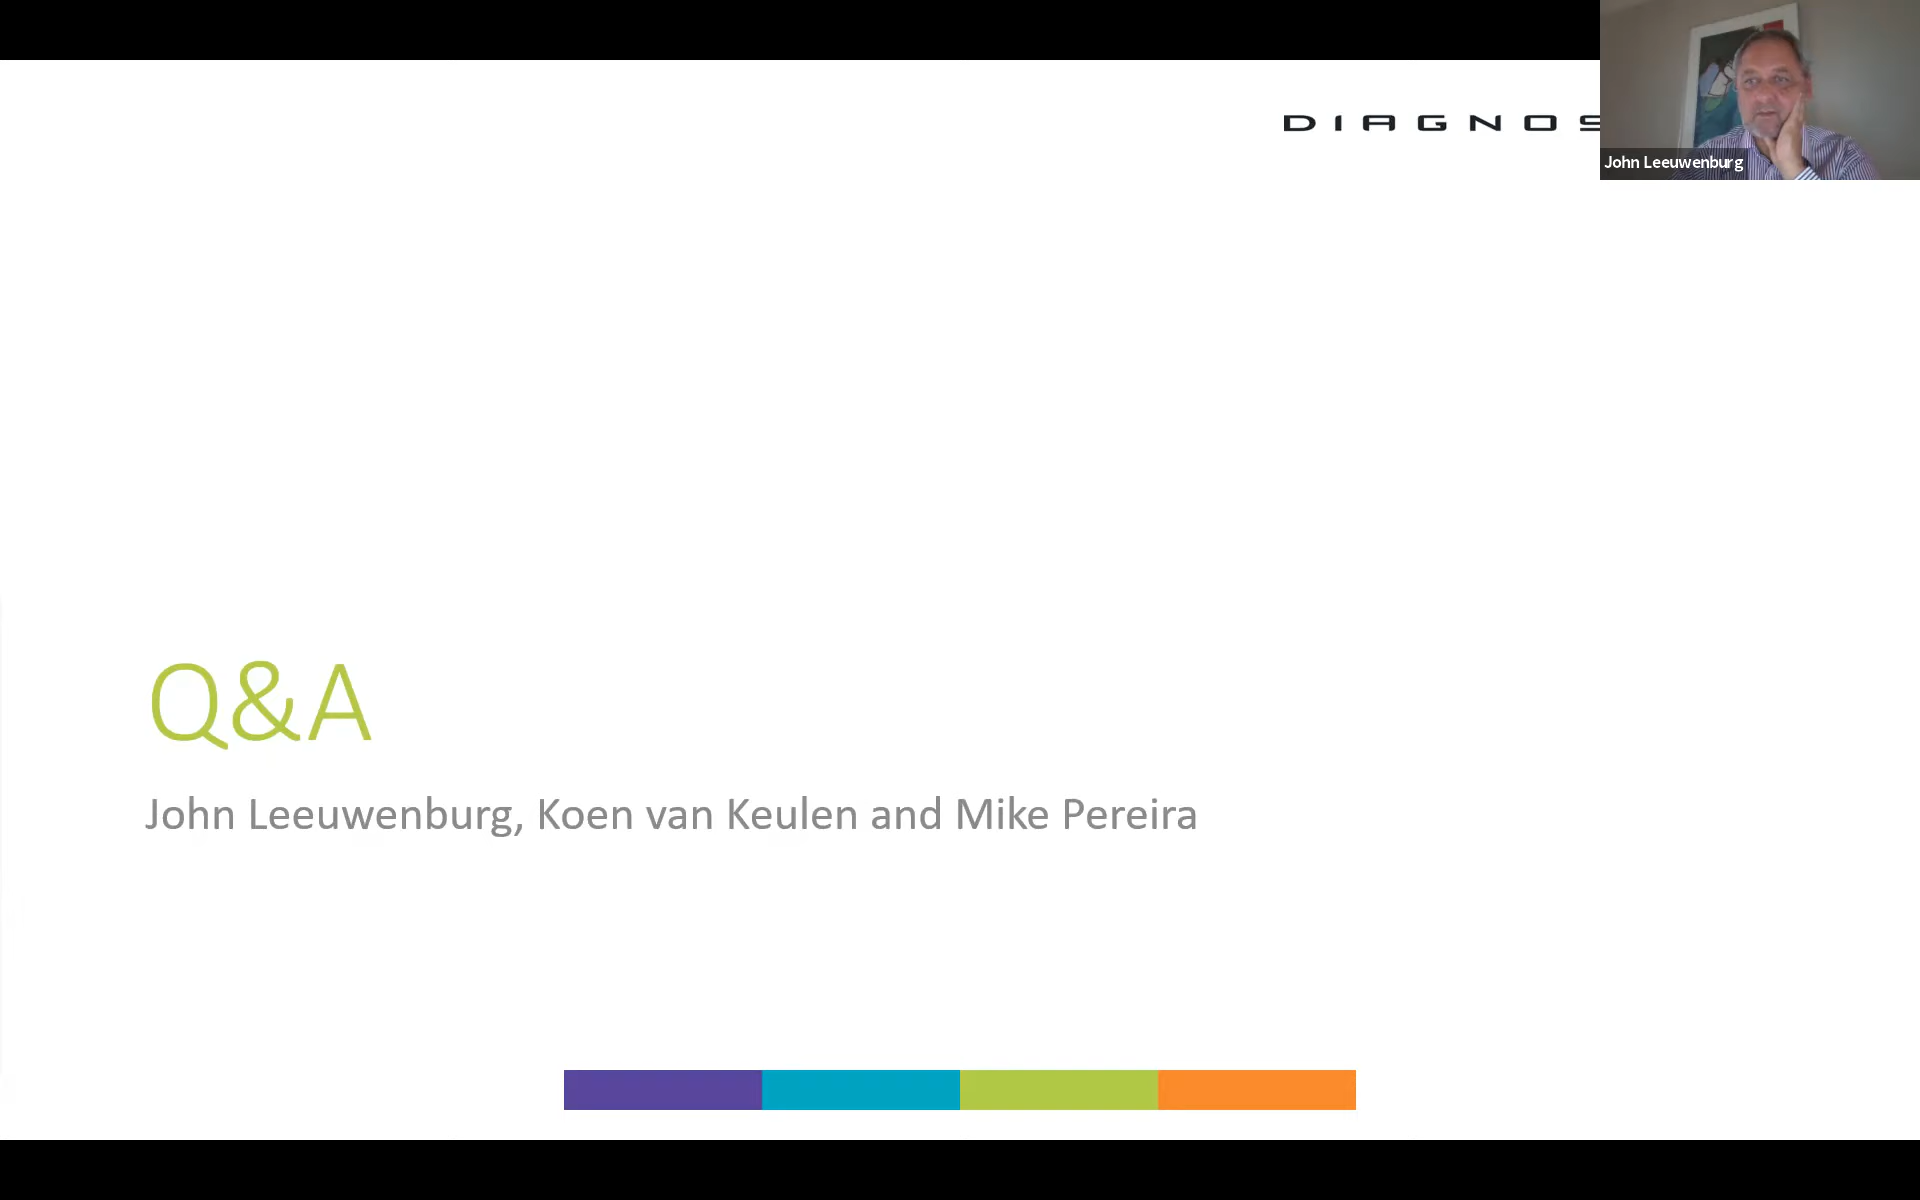 DIAGNOS
John Leeuwenburg
Q&A
John Leeuwenburg, Koen van Keulen and Mike Pereira